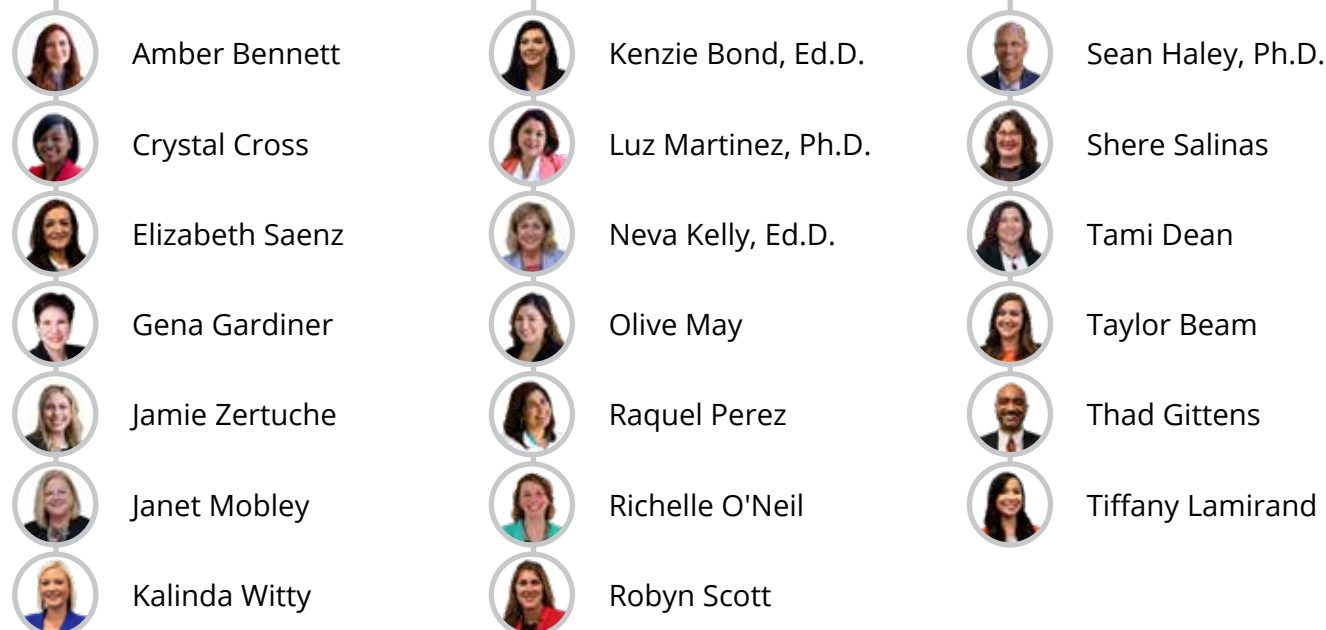 Amber Bennett
Crystal Cross
Elizabeth Saenz
Gena Gardiner
Jamie Zertuche
Janet Mobley
Kalinda Witty
Kenzie Bond, Ed.D.
Luz Martinez, Ph.D.
Neva Kelly, Ed.D.
Olive May
Raquel Perez
Richelle O'Neil
Robyn Scott
Sean Haley, Ph.D.
Shere Salinas
Tami Dean
Taylor Beam
Thad Gittens
Tiffany Lamirand